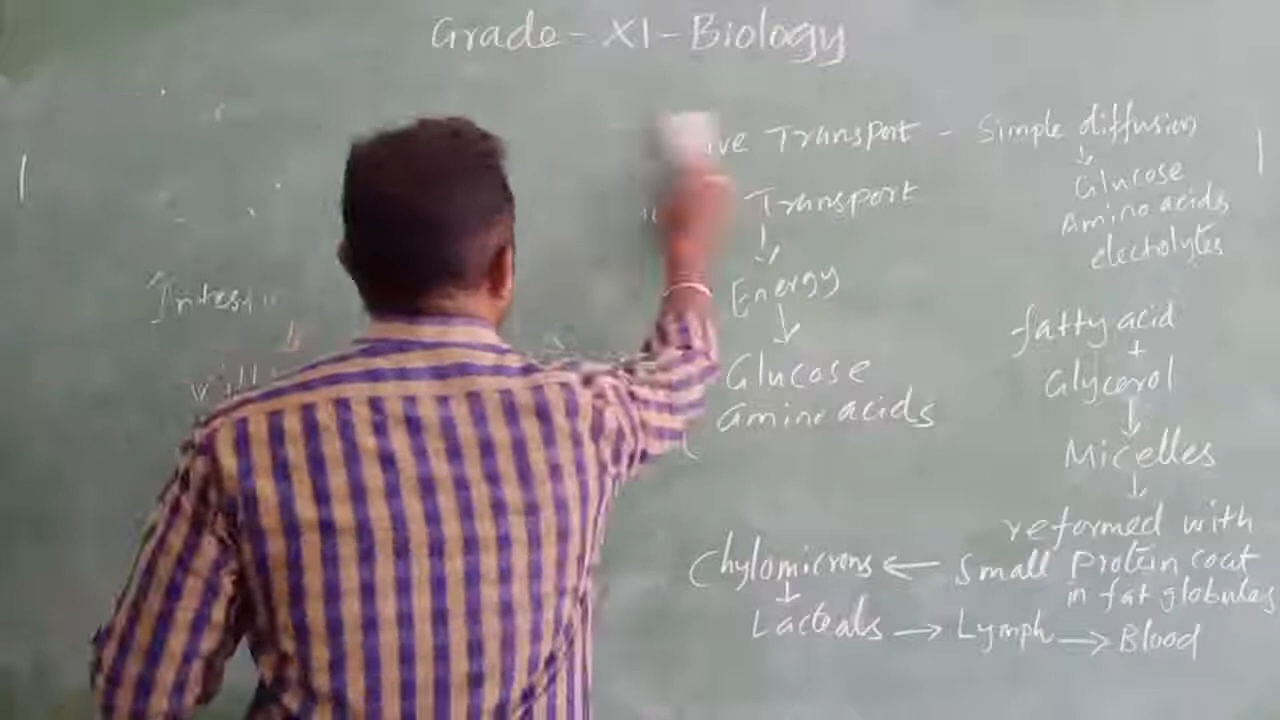 Grade - XI - Biology
ive Transport - Simple diffusion
Glucose
Amino acids
electrolytes
Transport
Energy
Glucose
amino acids
fatty acid
+
Glycerol
Micelles
reformed with
small protein coat
in fat globules
Chylomicrons
Lacteals → Lymph → Blood